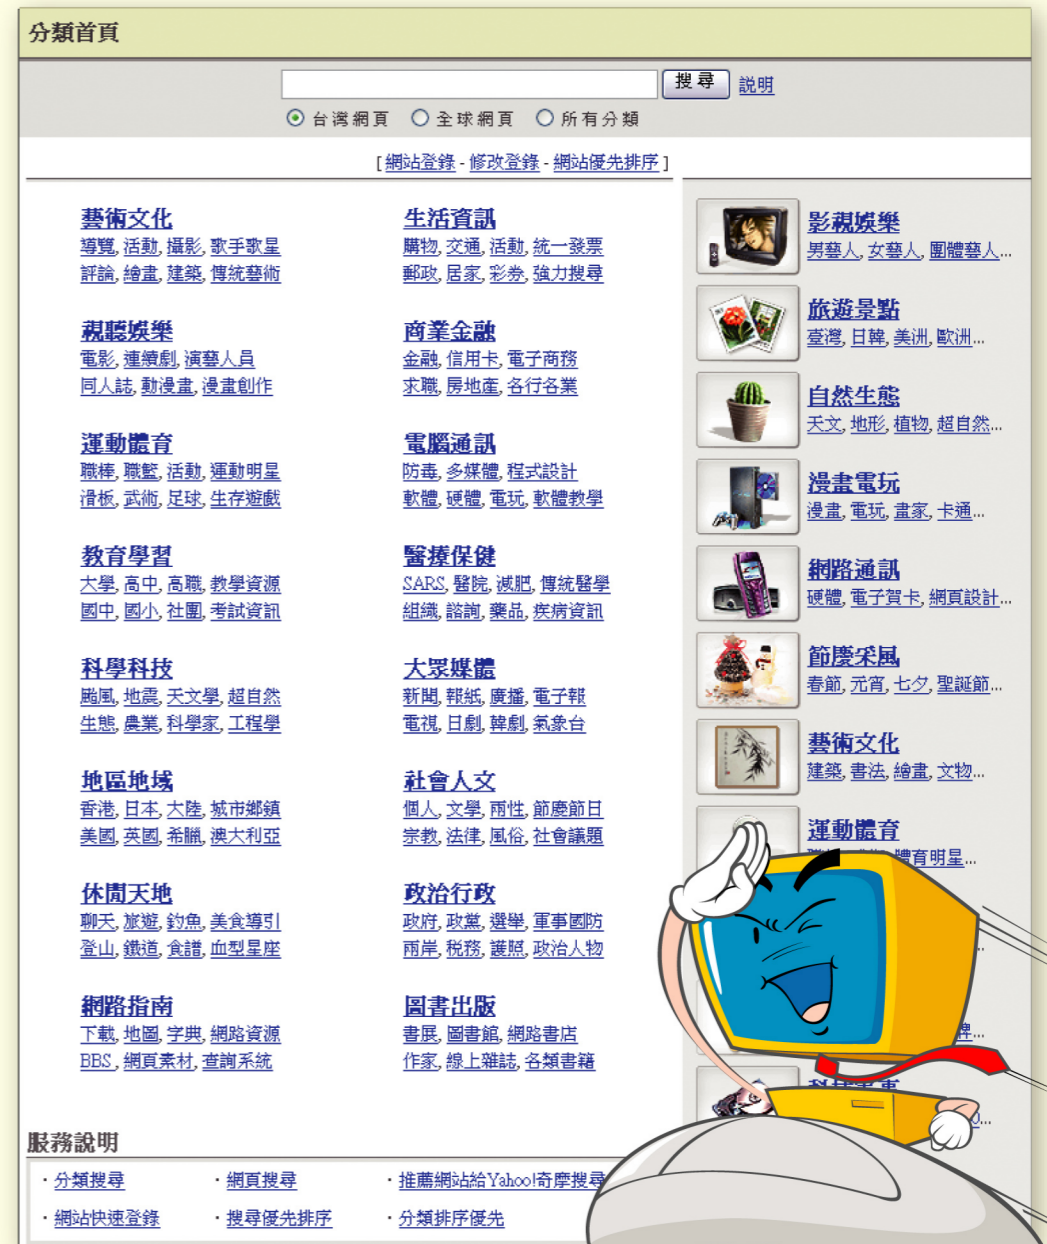 分類首頁
搜尋 說明
台灣網頁 全球網頁 所有分類
[ 網站登錄 - 修改登錄 - 網站優先排序 ]
藝術文化
導覽, 活動, 攝影, 歌手歌星
評論, 繪畫, 建築, 傳統藝術
視聽娛樂
電影, 連續劇, 演藝人員
同人誌, 動漫畫, 漫畫創作
運動體育
職棒, 職籃, 活動, 運動明星
滑板, 武術, 足球, 生存遊戲
教育學習
大學, 高中, 高職, 教學資源
國中, 國小, 社團, 考試資訊
科學科技
颱風, 地震, 天文學, 超自然
生態, 農業, 科學家, 工程學
地區地域
香港, 日本, 大陸, 城市鄉鎮
美國, 英國, 希臘, 澳大利亞
休閒天地
聊天, 旅遊, 釣魚, 美食導引
登山, 鐵道, 食譜, 血型星座
網路指南
下載, 地圖, 字典, 網路資源
BBS, 網頁素材, 查詢系統
生活資訊
購物, 交通, 活動, 統一發票
郵政, 居家, 彩券, 強力搜尋
商業金融
金融, 信用卡, 電子商務
求職, 房地產, 各行各業
電腦通訊
防毒, 多媒體, 程式設計
軟體, 硬體, 電玩, 軟體教學
醫療保健
SARS, 醫院, 減肥, 傳統醫學
組織, 諮詢, 藥品, 疾病資訊
大眾媒體
新聞, 報紙, 廣播, 電子報
電視, 日劇, 韓劇, 氣象台
社會人文
個人, 文學, 兩性, 節慶節日
宗教, 法律, 風俗, 社會議題
政治行政
政府, 政黨, 選舉, 軍事國防
兩岸, 稅務, 護照, 政治人物
圖書出版
書展, 圖書館, 網路書店
作家, 線上雜誌, 各類書籍
影視娛樂
男藝人, 女藝人, 團體藝人...
旅遊景點
臺灣, 日韓, 美洲, 歐洲...
自然生態
天文, 地形, 植物, 超自然...
漫畫電玩
漫畫, 電玩, 畫家, 卡通...
網路通訊
硬體, 電子賀卡, 網頁設計...
節慶采風
春節, 元宵, 七夕, 聖誕節...
藝術文化
建築, 書法, 繪畫, 文物...
運動體育
體育明星...
服務說明
· 分類搜尋 · 網頁搜尋 · 推薦網站給Yahoo!奇摩搜尋
· 網站快速登錄 · 搜尋優先排序 · 分類排序優先